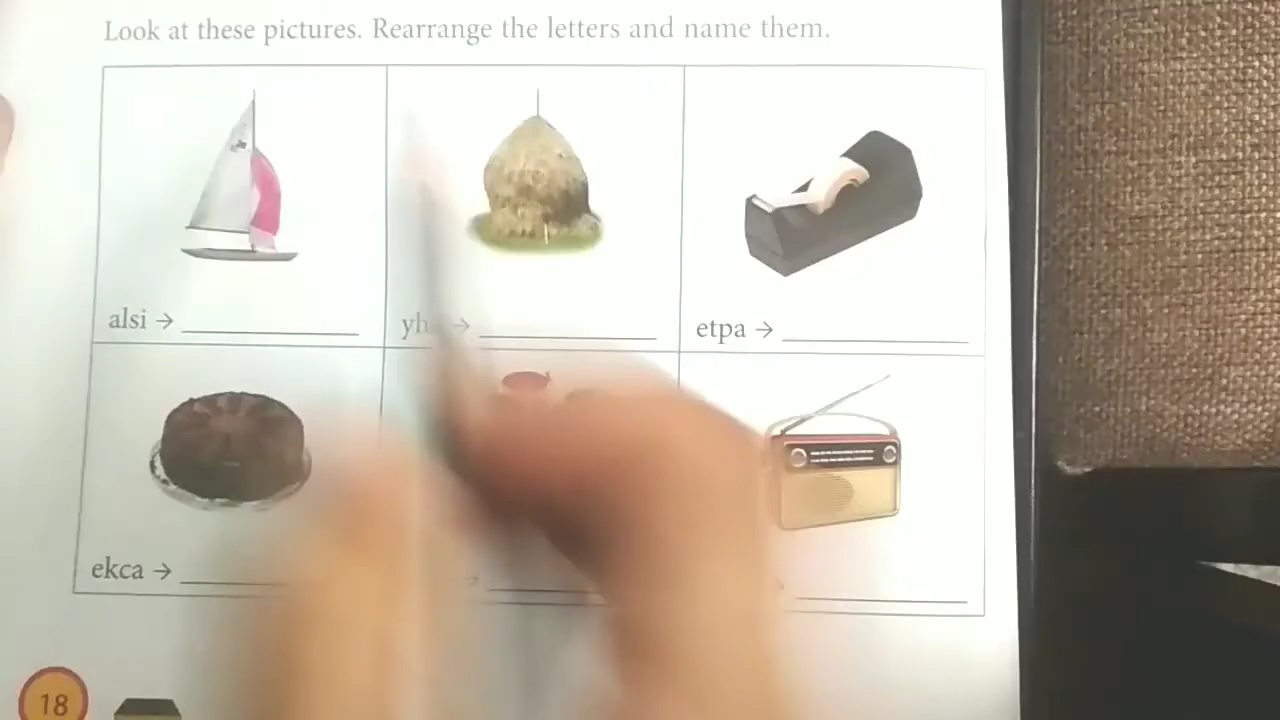 Look at these pictures. Rearrange the letters and name them.
alsi → 
→ 
etpa → 
ekca → 
18